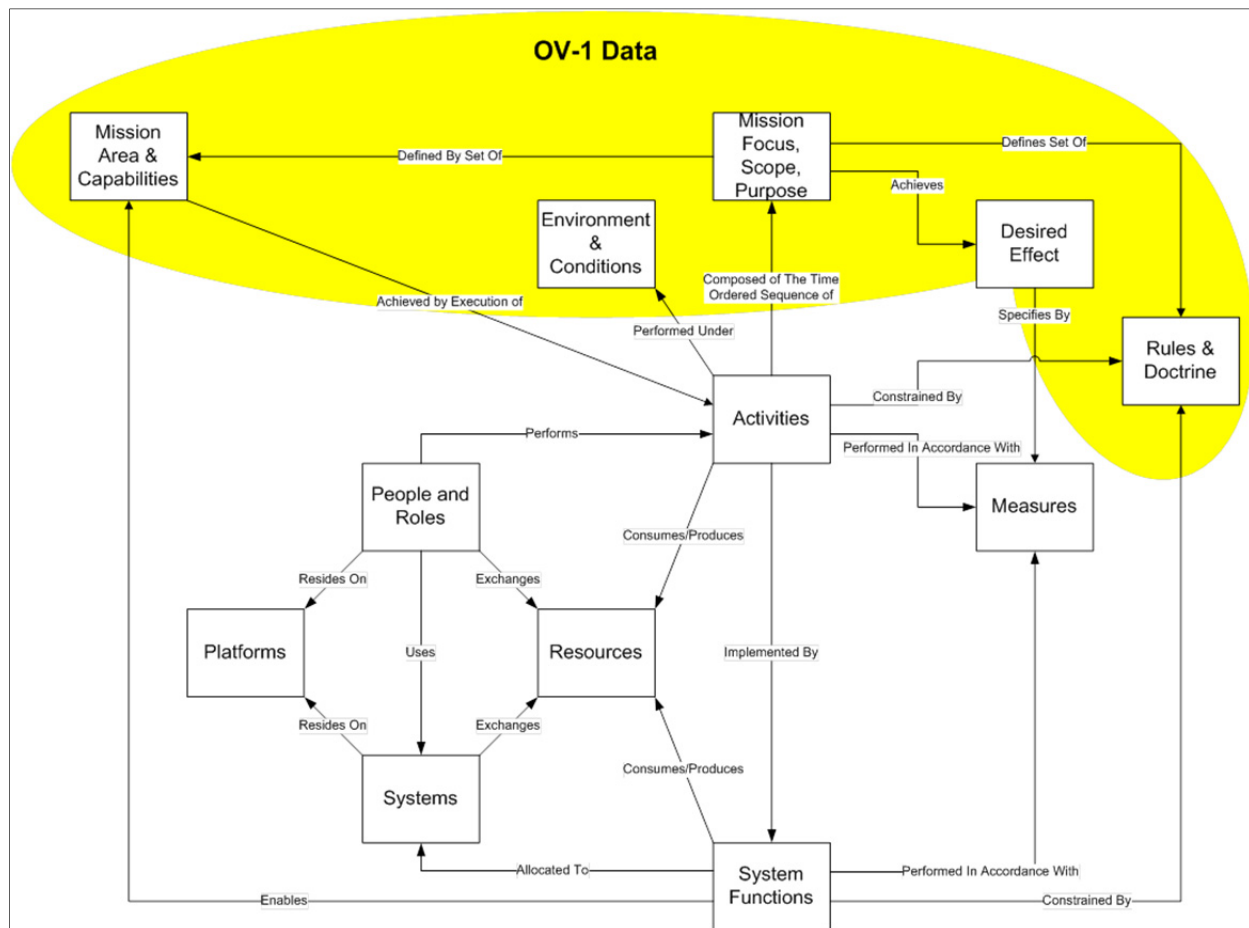 OV-1 Data
Mission
Area &
Capabilities
Defined By Set Of
Mission
Focus,
Scope,
Purpose
Defines Set Of
Achieves
Environment
&
Conditions
Desired
Effect
Composed of The Time
Ordered Sequence of
Achieved by Execution of
Specifies By
Performed Under
Rules &
Doctrine
Activities
Constrained By
Performs
Performed In Accordance With
People and
Roles
Measures
Consumes/Produces
Resides On
Exchanges
Platforms
Uses
Resources
Implemented By
Resides On
Exchanges
Consumes/Produces
Systems
Allocated To
System
Functions
Performed In Accordance With
Enables
Constrained By